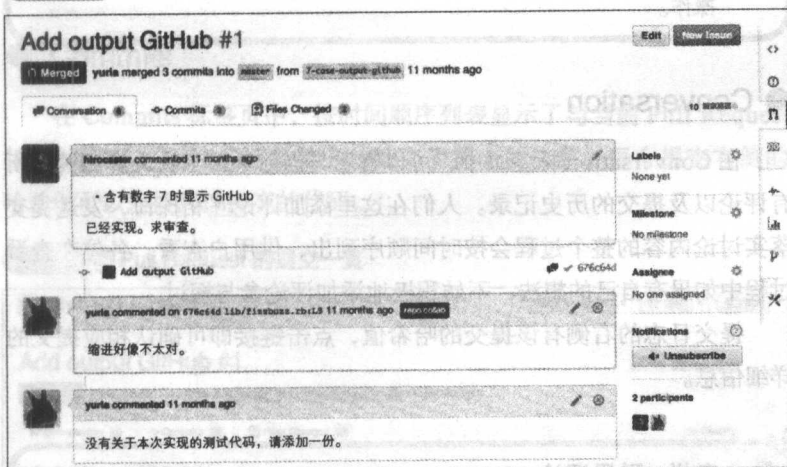 Add output GitHub #1
Edit
New Issue
Merged yuria merged 3 commits into master from 7-case-output-github 11 months ago
Conversation
Commits
Files Changed
hirocaster commented 11 months ago
7:含有数字 7 时显示 GitHub
已经实现。求审查。
Add output GitHub 676c64d
yuria commented on 676c64d lib/fizzbuzz.rb:L3 11 months ago repo collab
缩进好像不太对。
yuria commented 11 months ago
没有关于本次实现的测试代码，请添加一份。
Labels
None yet
Milestone
No milestone
Assignee
No one assigned
Notifications
Unsubscribe
2 participants